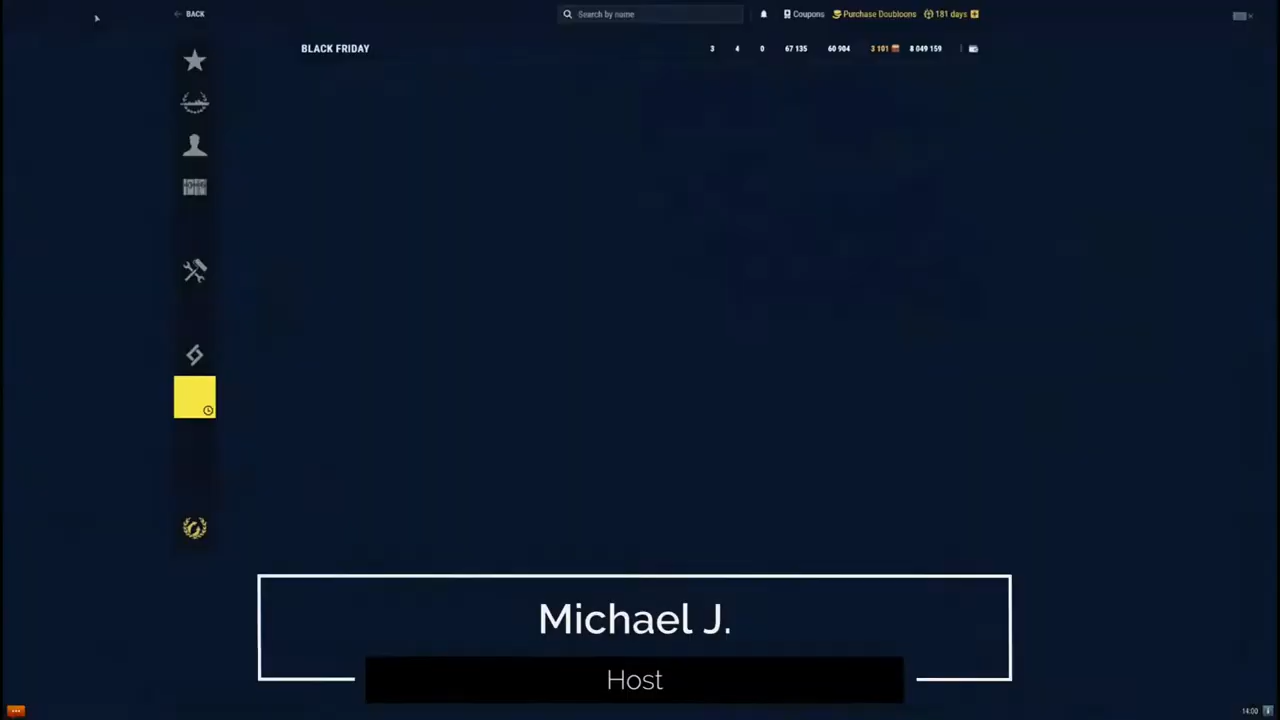 BACK
Search by name
Coupons
Purchase Doubloons
181 days
BLACK FRIDAY
3 4 0 67 135 60 904 3 101 8 049 159
Michael J.
Host
14:00